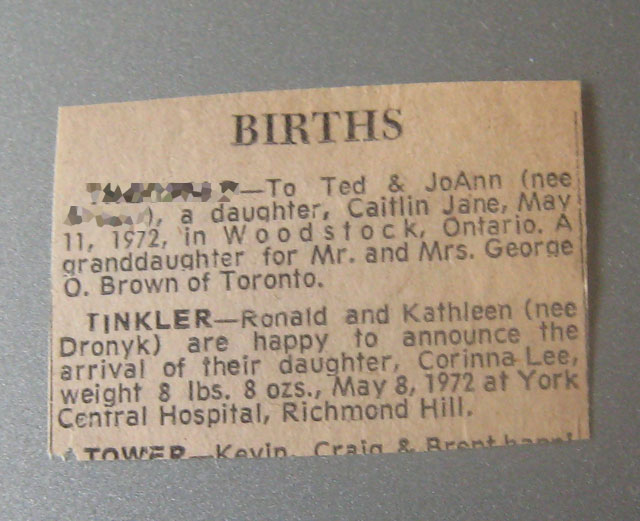 BIRTHS
—To Ted & JoAnn (nee
), a daughter, Caitlin Jane, May
11, 1972, in Woodstock, Ontario. A
granddaughter for Mr. and Mrs. George
O. Brown of Toronto.
TINKLER—Ronald and Kathleen (nee
Dronyk) are happy to announce the
arrival of their daughter, Corinna Lee,
weight 8 lbs. 8 ozs., May 8, 1972 at York
Central Hospital, Richmond Hill.
TOWER—Kevin, Craig & Brent happi